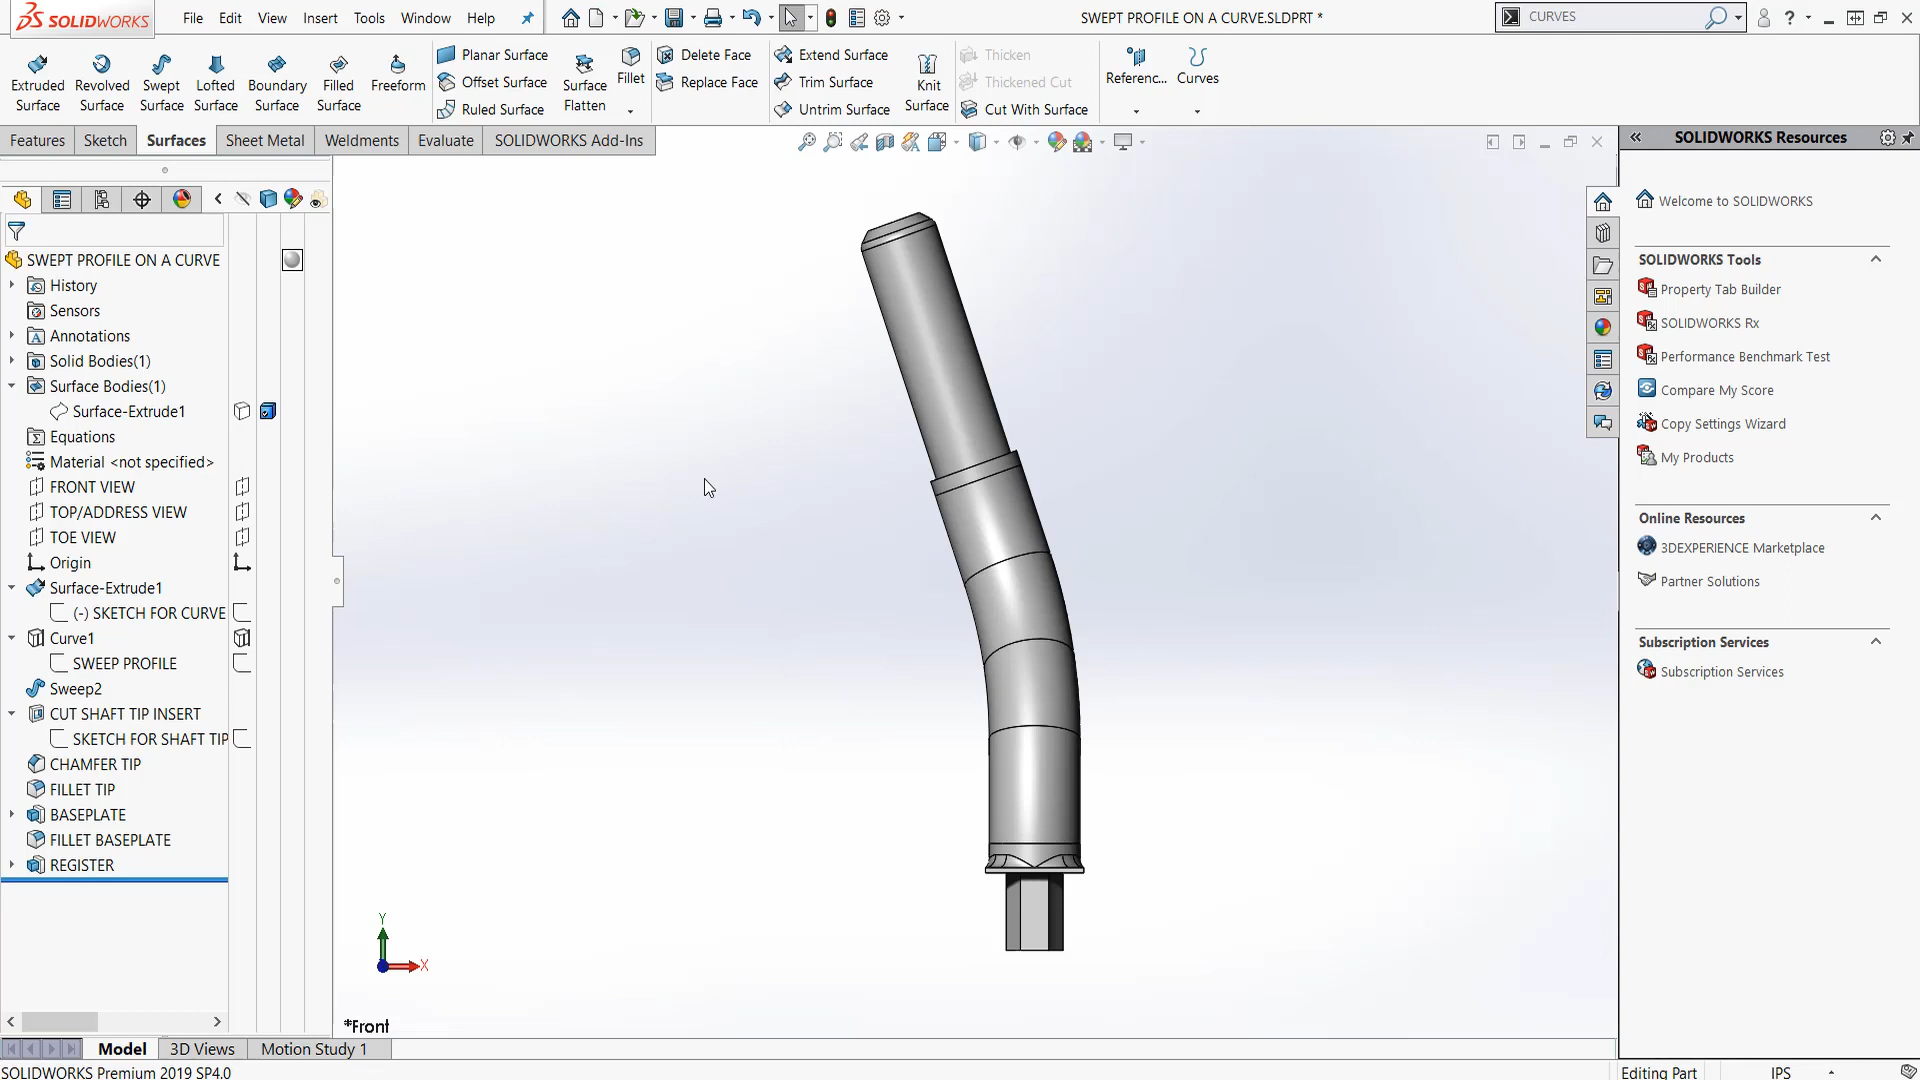 SOLIDWORKS
File Edit View Insert Tools Window Help
SWEPT PROFILE ON A CURVE.SLDPRT *
CURVES
?
Extruded Surface
Revolved Surface
Swept Surface
Lofted Surface
Boundary Surface
Filled Surface
Freeform
Planar Surface
Offset Surface
Ruled Surface
Surface Flatten
Fillet
Delete Face
Replace Face
Extend Surface
Trim Surface
Untrim Surface
Knit Surface
Thicken
Thickened Cut
Cut With Surface
Referenc...
Curves
Features Sketch Surfaces Sheet Metal Weldments Evaluate SOLIDWORKS Add-Ins
SWEPT PROFILE ON A CURVE
History
Sensors
Annotations
Solid Bodies(1)
Surface Bodies(1)
Surface-Extrude1
Equations
Material <not specified>
FRONT VIEW
TOP/ADDRESS VIEW
TOE VIEW
Origin
Surface-Extrude1
(-) SKETCH FOR CURVE
Curve1
SWEEP PROFILE
Sweep2
CUT SHAFT TIP INSERT
SKETCH FOR SHAFT TIP
CHAMFER TIP
FILLET TIP
BASEPLATE
FILLET BASEPLATE
REGISTER
Y
X
*Front
Model 3D Views Motion Study 1
SOLIDWORKS Premium 2019 SP4.0
SOLIDWORKS Resources
Welcome to SOLIDWORKS
SOLIDWORKS Tools
Property Tab Builder
SOLIDWORKS Rx
Performance Benchmark Test
Compare My Score
Copy Settings Wizard
My Products
Online Resources
3DEXPERIENCE Marketplace
Partner Solutions
Subscription Services
Subscription Services
Editing Part
IPS